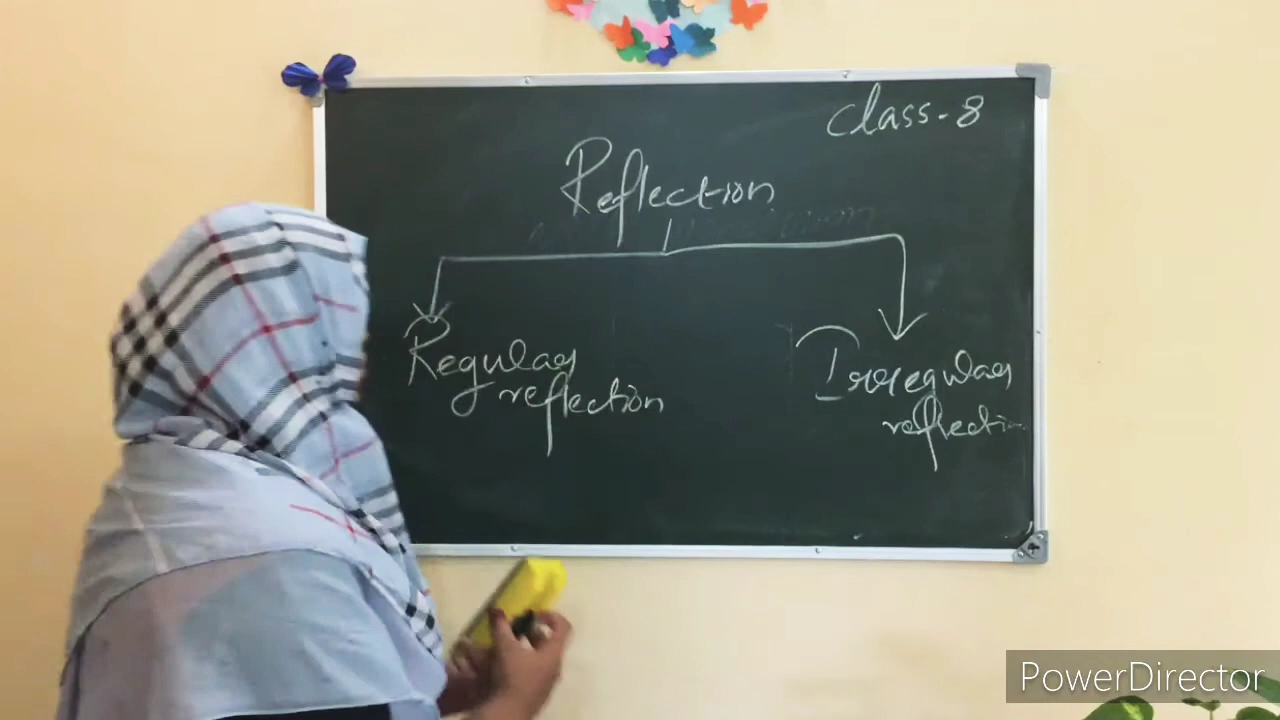 Class-8
Reflection
Regular
reflection
Irregular
reflection
PowerDirector